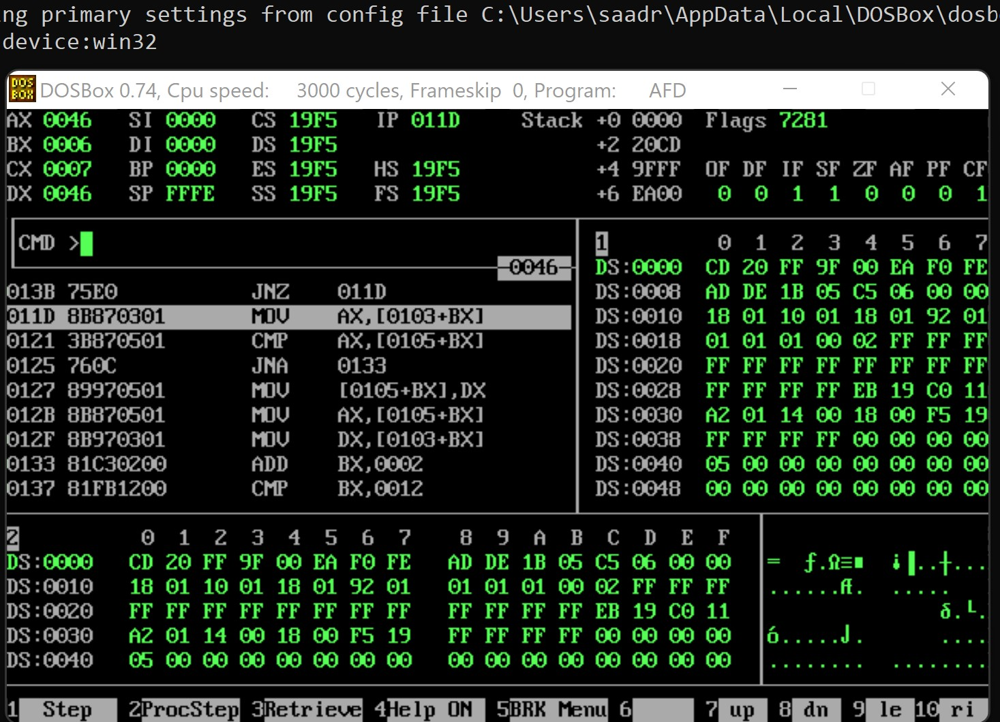 ng primary settings from config file C:\Users\saadr\AppData\Local\DOSBox\dosb
device:win32
DOSBox 0.74, Cpu speed: 3000 cycles, Frameskip 0, Program: AFD
AX 0046 SI 0000 CS 19F5 IP 011D Stack +0 0000 Flags 7281
BX 0006 DI 0000 DS 19F5 +2 20CD
CX 0007 BP 0000 ES 19F5 HS 19F5 +4 9FFF OF DF IF SF ZF AF PF CF
DX 0046 SP FFFE SS 19F5 FS 19F5 +6 EA00 0 0 1 1 0 0 0 1
CMD > 1 0 1 2 3 4 5 6 7
0046 DS:0000 CD 20 FF 9F 00 EA F0 FE
013B 75E0 JNZ 011D DS:0008 AD DE 1B 05 C5 06 00 00
011D 8B870301 MOV AX,[0103+BX] DS:0010 18 01 10 01 18 01 92 01
0121 3B870501 CMP AX,[0105+BX] DS:0018 01 01 01 00 02 FF FF FF
0125 760C JNA 0133 DS:0020 FF FF FF FF FF FF FF FF
0127 89970501 MOV [0105+BX],DX DS:0028 FF FF FF FF EB 19 C0 11
012B 8B870501 MOV AX,[0105+BX] DS:0030 A2 01 14 00 18 00 F5 19
012F 8B970301 MOV DX,[0103+BX] DS:0038 FF FF FF FF 00 00 00 00
0133 81C30200 ADD BX,0002 DS:0040 05 00 00 00 00 00 00 00
0137 81FB1200 CMP BX,0012 DS:0048 00 00 00 00 00 00 00 00
2 0 1 2 3 4 5 6 7 8 9 A B C D E F
DS:0000 CD 20 FF 9F 00 EA F0 FE AD DE 1B 05 C5 06 00 00 = ƒ.Ω≡■ ¡▌..┼...
DS:0010 18 01 10 01 18 01 92 01 01 01 01 00 02 FF FF FF ......Æ. .....
DS:0020 FF FF FF FF FF FF FF FF FF FF FF FF EB 19 C0 11 δ.└.
DS:0030 A2 01 14 00 18 00 F5 19 FF FF FF FF 00 00 00 00 ó.....⌡. ....
DS:0040 05 00 00 00 00 00 00 00 00 00 00 00 00 00 00 00 ........ ........
1 Step 2 ProcStep 3 Retrieve 4 Help ON 5 BRK Menu 6 7 up 8 dn 9 le 10 ri